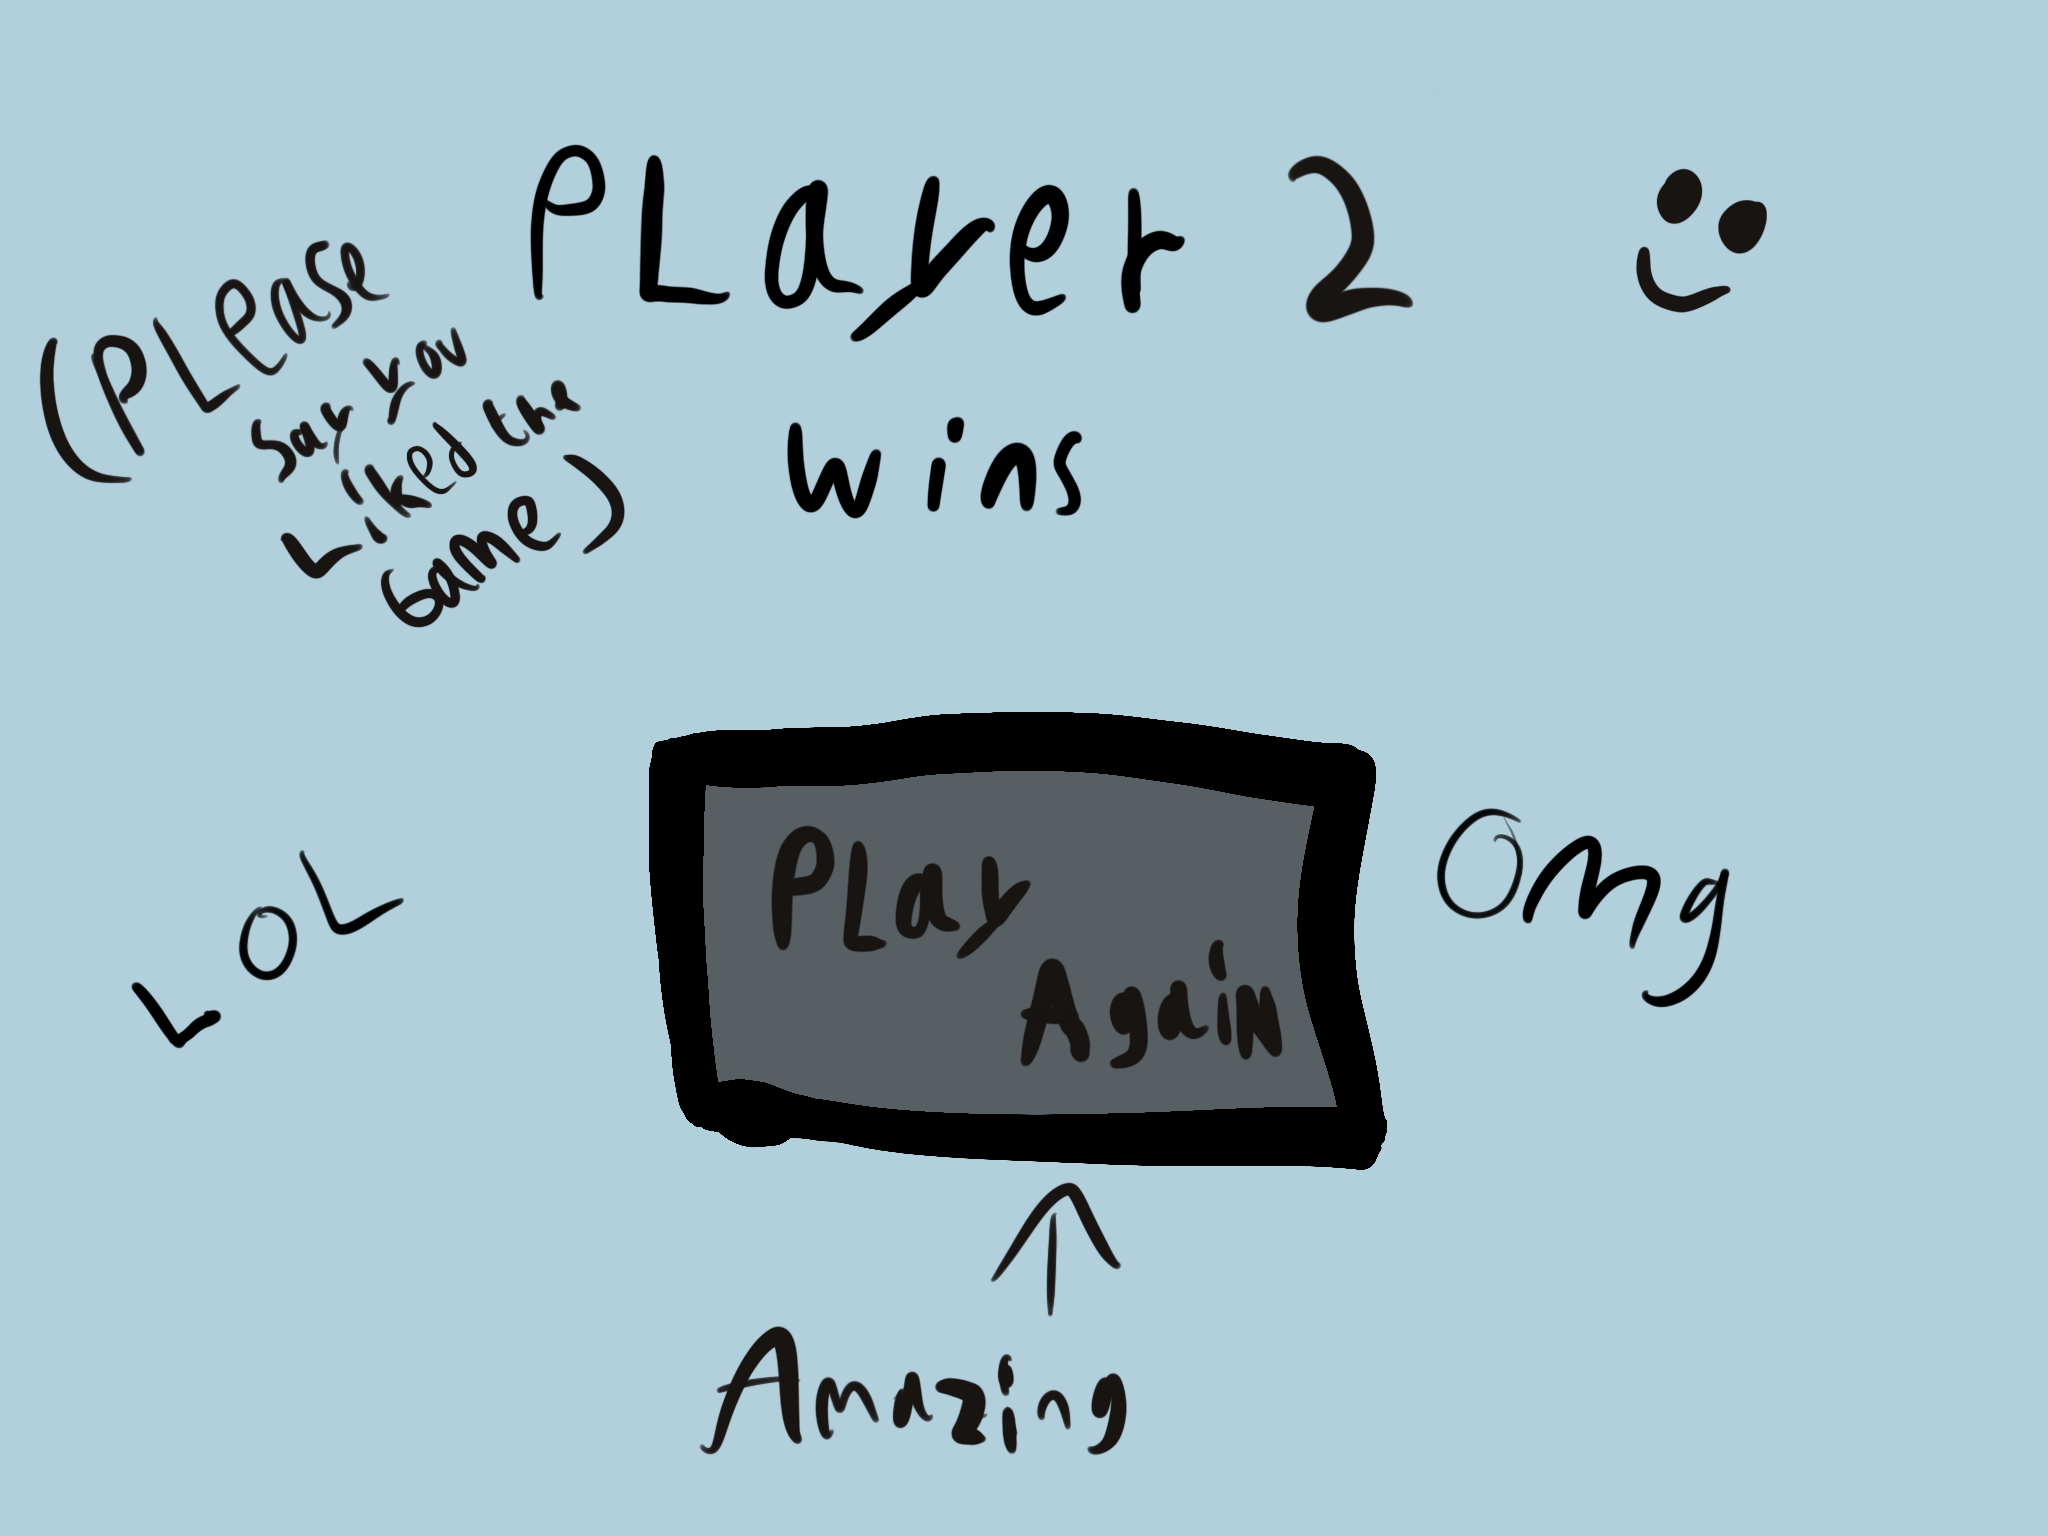 PLayer 2
wins
(PLease
say you
Liked the
Game)
PLay
Again
LOL
OMg
Amazing